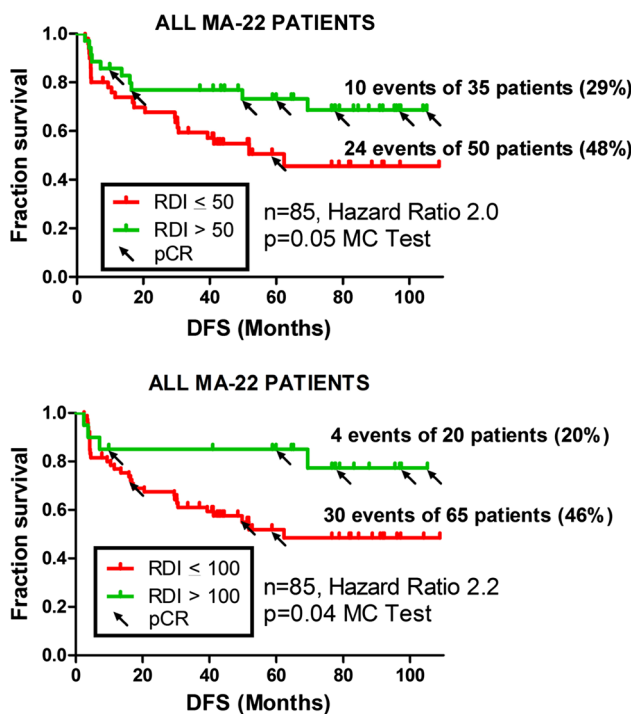 ALL MA-22 PATIENTS
Fraction survival
1.0
0.8
0.6
0.4
0.2
0.0
10 events of 35 patients (29%)
24 events of 50 patients (48%)
RDI ≤ 50
RDI > 50
pCR
n=85, Hazard Ratio 2.0
p=0.05 MC Test
0 20 40 60 80 100
DFS (Months)
ALL MA-22 PATIENTS
Fraction survival
1.0
0.8
0.6
0.4
0.2
0.0
4 events of 20 patients (20%)
30 events of 65 patients (46%)
RDI ≤ 100
RDI > 100
pCR
n=85, Hazard Ratio 2.2
p=0.04 MC Test
0 20 40 60 80 100
DFS (Months)